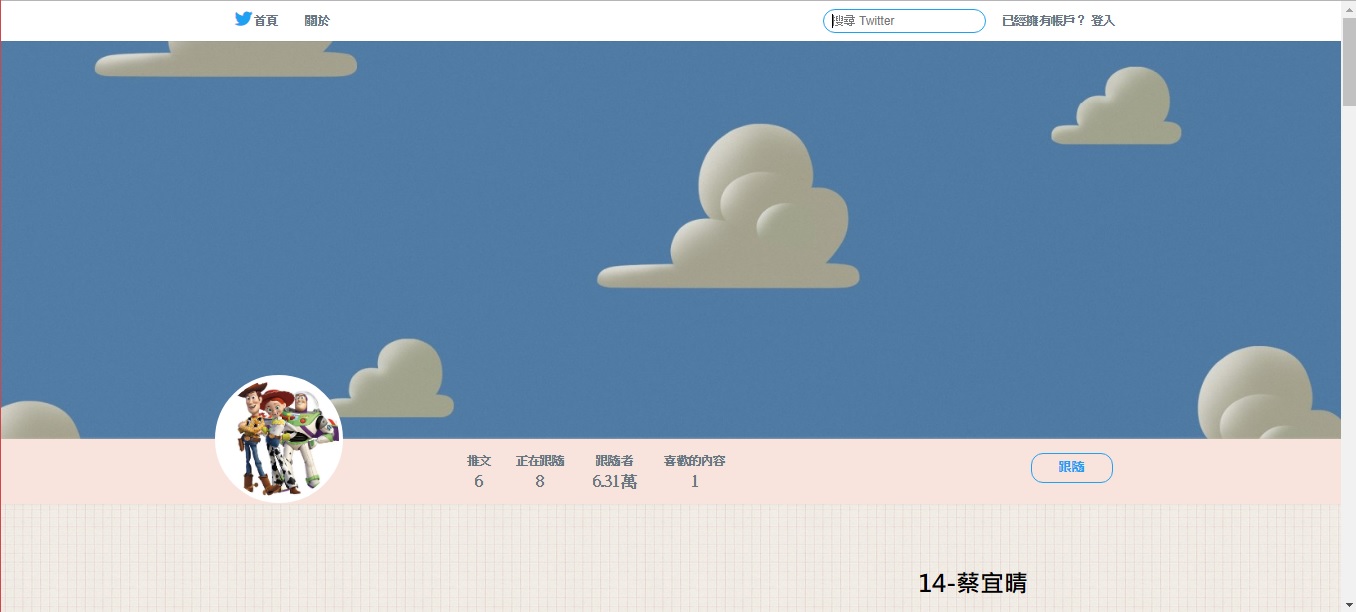 首頁 關於 搜尋 Twitter 已經擁有帳戶？ 登入
推文 正在跟隨 跟隨者 喜歡的內容 跟隨
6 8 6.31萬 1
14-蔡宜晴